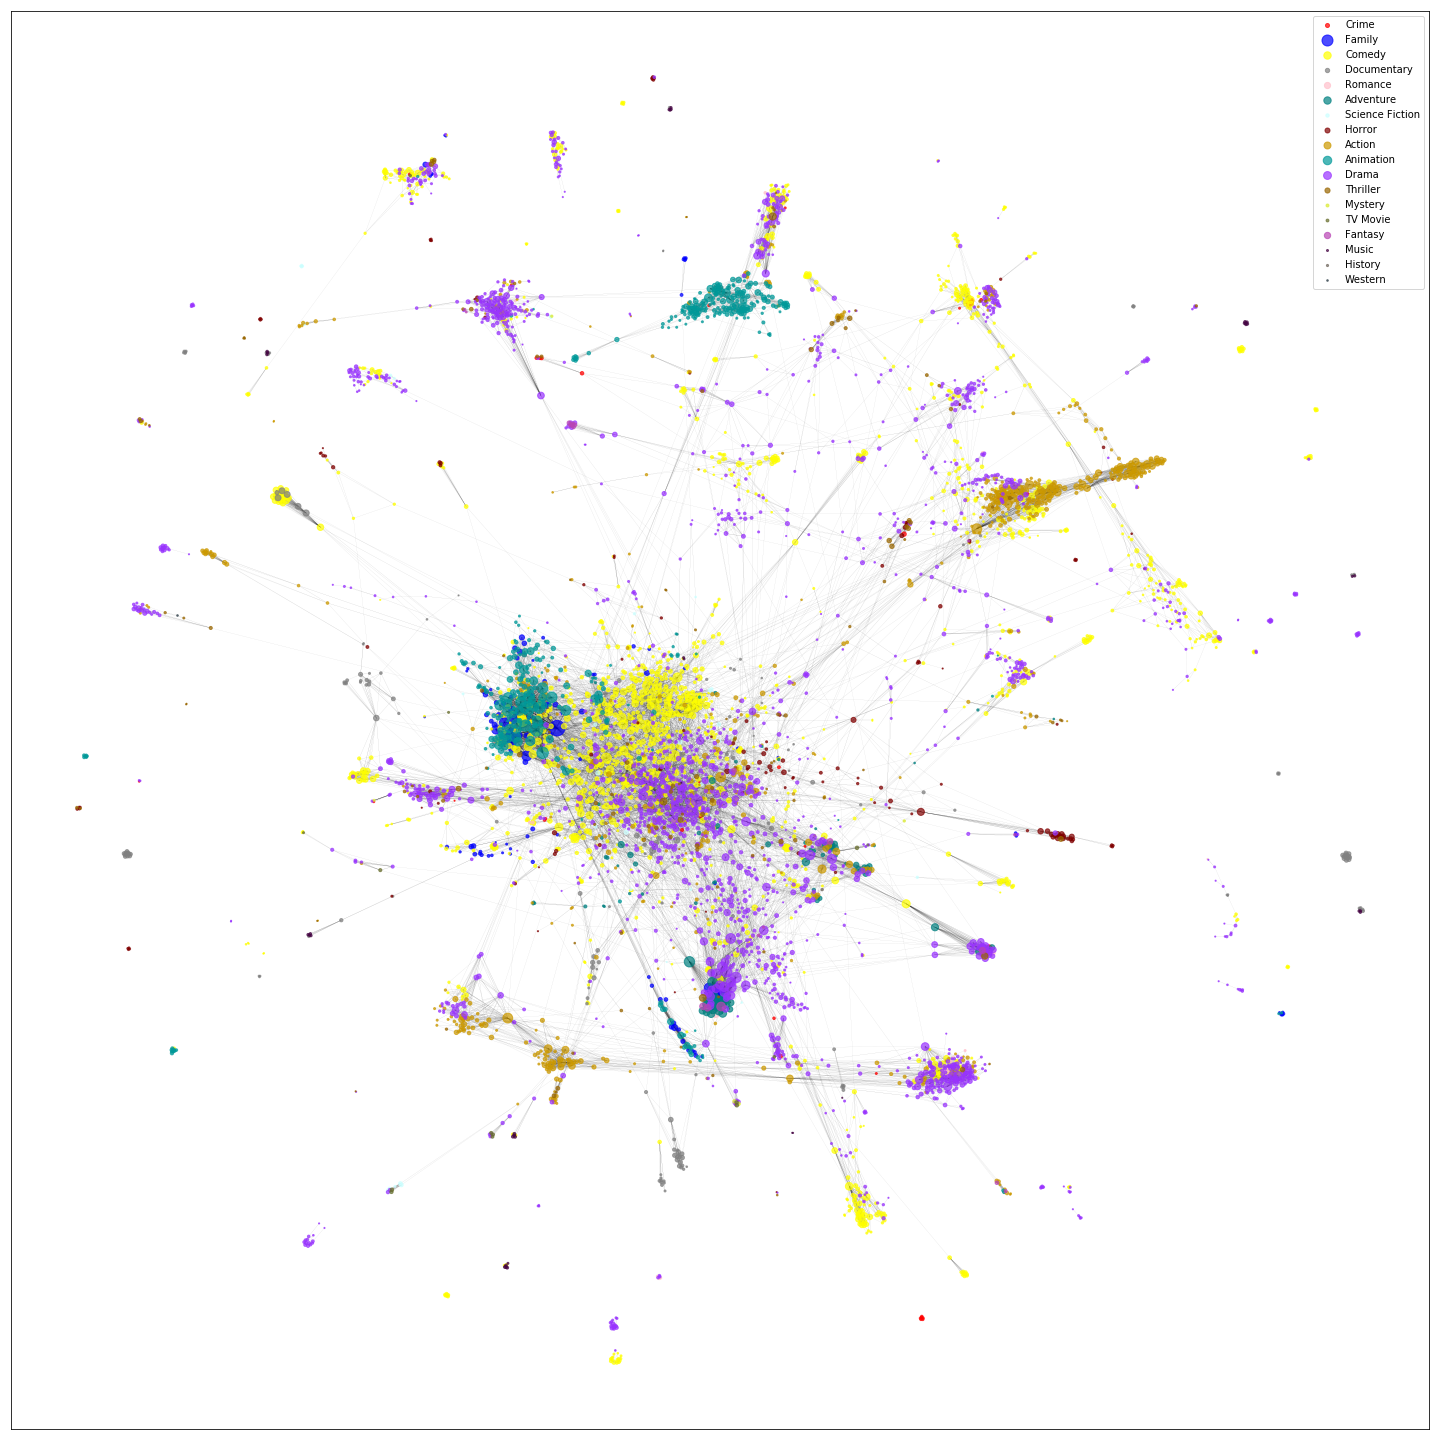 Crime
Family
Comedy
Documentary
Romance
Adventure
Science Fiction
Horror
Action
Animation
Drama
Thriller
Mystery
TV Movie
Fantasy
Music
History
Western